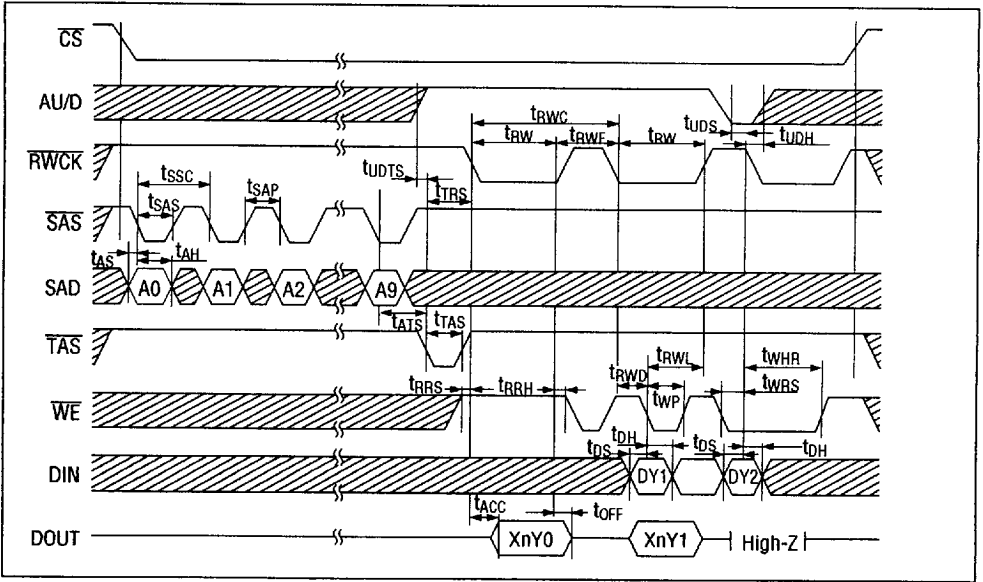 CS
AU/D
tRWC
tUDS
tUDH
tRW
tRWF
tRW
RWCK
tSSC
tUDTS
tTRS
tSAS
tSAP
SAS
tAS
tAH
SAD
A0
A1
A2
A9
tATS
tTAS
TAS
tRWL
tWHR
tRWD
tRRS
tRRH
tWP
tWRS
WE
tDH
tDS
tDS
tDH
DIN
DY1
DY2
tACC
tOFF
DOUT
XnY0
XnY1
High-Z